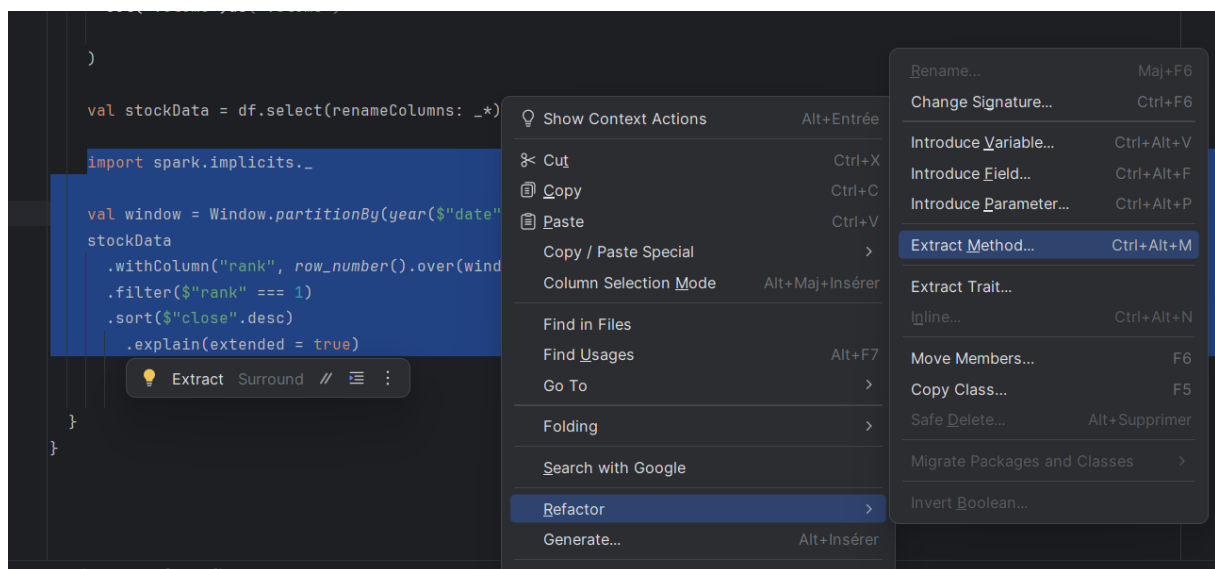 )
val stockData = df.select(renameColumns: _*)
import spark.implicits._
val window = Window.partitionBy(year($"date"
stockData
.withColumn("rank", row_number().over(wind
.filter($"rank" === 1)
.sort($"close".desc)
.explain(extended = true)
Extract Surround //
}
}
Show Context Actions Alt+Entrée
Cut Ctrl+X
Copy Ctrl+C
Paste Ctrl+V
Copy / Paste Special >
Column Selection Mode Alt+Maj+Insérer
Find in Files
Find Usages Alt+F7
Go To >
Folding >
Search with Google
Refactor >
Generate... Alt+Insérer
Rename... Maj+F6
Change Signature... Ctrl+F6
Introduce Variable... Ctrl+Alt+V
Introduce Field... Ctrl+Alt+F
Introduce Parameter... Ctrl+Alt+P
Extract Method... Ctrl+Alt+M
Extract Trait...
Inline... Ctrl+Alt+N
Move Members... F6
Copy Class... F5
Safe Delete... Alt+Supprimer
Migrate Packages and Classes >
Invert Boolean...